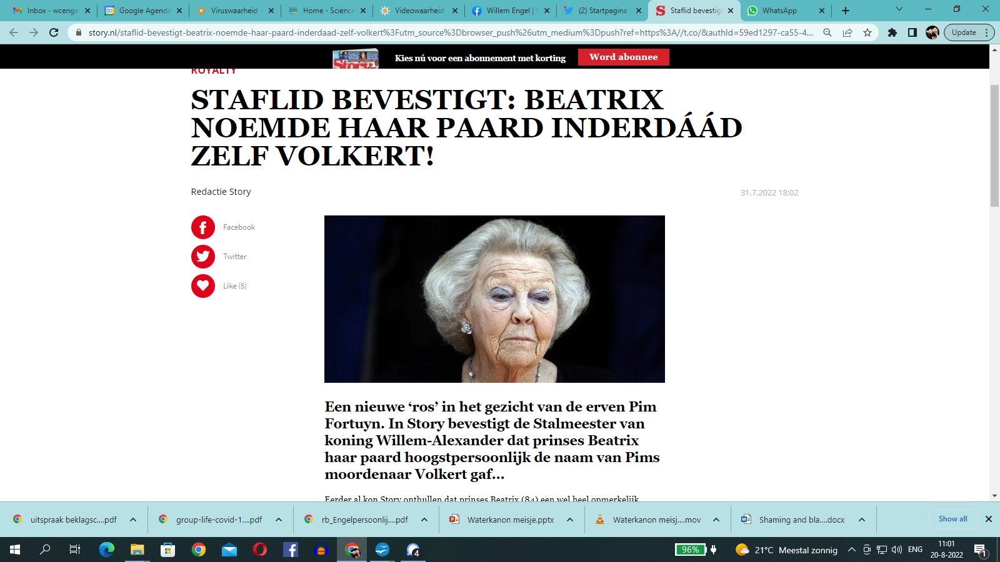 Inbox - wcenge
Google Agenda
Viruswaarheid -
Home - Science
Videowaarheid
Willem Engel | F
(2) Startpagina
Staflid bevestigt
WhatsApp
story.nl/staflid-bevestigt-beatrix-noemde-haar-paard-inderdaad-zelf-volkert%3Futm_source%3Dbrowser_push%26utm_medium%3Dpush?ref=https%3A//t.co/&authId=59ed1297-ca55-4...
Update
Story
Kies nú voor een abonnement met korting
Word abonnee
ROYALTY
STAFLID BEVESTIGT: BEATRIX
NOEMDE HAAR PAARD INDERDÁÁD
ZELF VOLKERT!
Redactie Story
31.7.2022 18:02
Facebook
Twitter
Like (5)
Een nieuwe ‘ros’ in het gezicht van de erven Pim
Fortuyn. In Story bevestigt de Stalmeester van
koning Willem-Alexander dat prinses Beatrix
haar paard hoogstpersoonlijk de naam van Pims
moordenaar Volkert gaf...
Eerder al kon Story onthullen dat prinses Beatrix (84) een wel heel opmerkelijk
uitspraak beklagsc....pdf
group-life-covid-1....pdf
rb_Engelpersoonlij....pdf
Waterkanon meisje.pptx
Waterkanon meisj....mov
Shaming and bla....docx
Show all
96%
21°C Meestal zonnig
ENG
11:01
20-8-2022
4
1